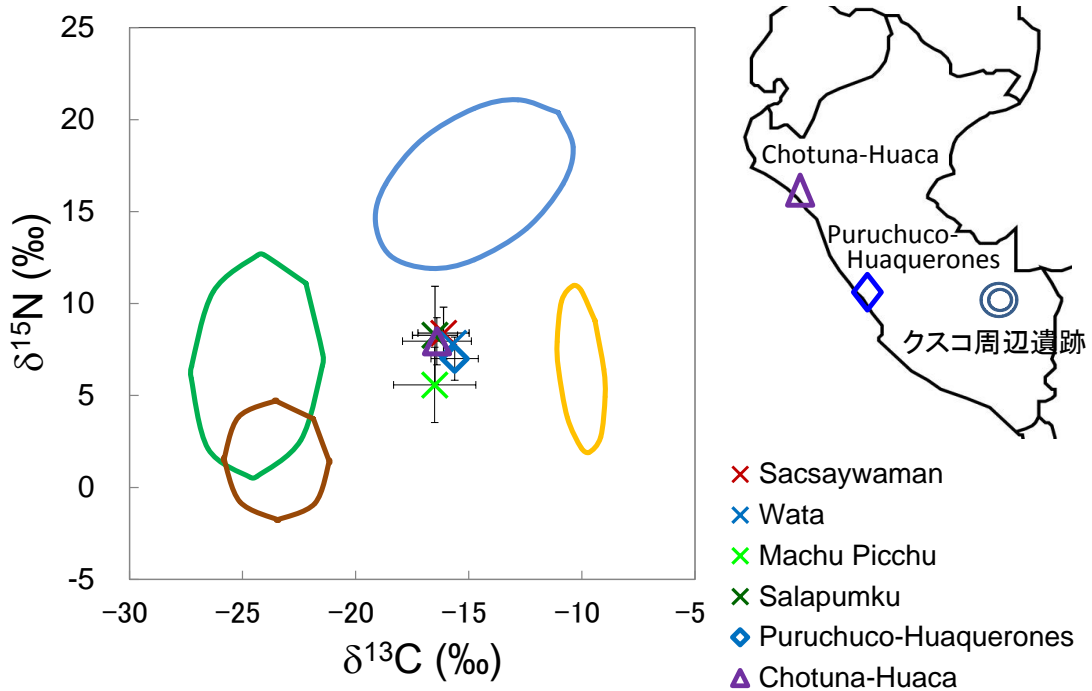 25
20
15
10
5
0
-5
δ15N (‰)
−30
−25
−20
−15
−10
−5
δ13C (‰)
Chotuna-Huaca
Puruchuco-
Huaquerones
クスコ周辺遺跡
Sacsaywaman
Wata
Machu Picchu
Salapumku
Puruchuco-Huaquerones
Chotuna-Huaca